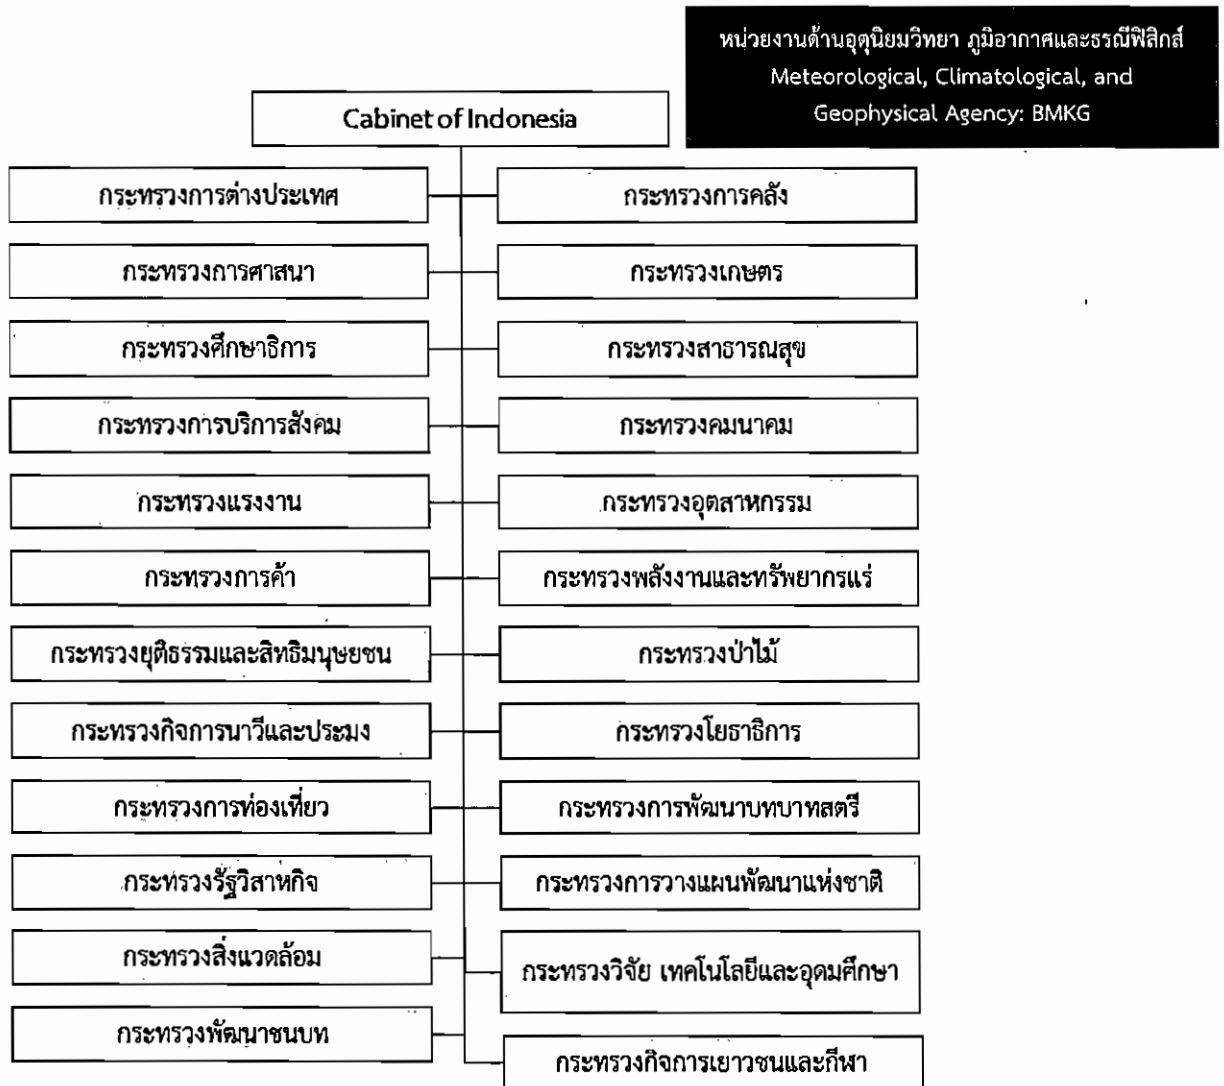 หน่วยงานด้านอุตุนิยมวิทยา ภูมิอากาศและธรณีฟิสิกส์
Meteorological, Climatological, and
Geophysical Agency: BMKG
Cabinet of Indonesia
กระทรวงการต่างประเทศ
กระทรวงการคลัง
กระทรวงการศาสนา
กระทรวงเกษตร
กระทรวงศึกษาธิการ
กระทรวงสาธารณสุข
กระทรวงการบริการสังคม
กระทรวงคมนาคม
กระทรวงแรงงาน
กระทรวงอุตสาหกรรม
กระทรวงการค้า
กระทรวงพลังงานและทรัพยากรแร่
กระทรวงยุติธรรมและสิทธิมนุษยชน
กระทรวงป่าไม้
กระทรวงกิจการนาวีและประมง
กระทรวงโยธาธิการ
กระทรวงการท่องเที่ยว
กระทรวงการพัฒนาบทบาทสตรี
กระทรวงรัฐวิสาหกิจ
กระทรวงการวางแผนพัฒนาแห่งชาติ
กระทรวงสิ่งแวดล้อม
กระทรวงวิจัย เทคโนโลยีและอุดมศึกษา
กระทรวงพัฒนาชนบท
กระทรวงกิจการเยาวชนและกีฬา